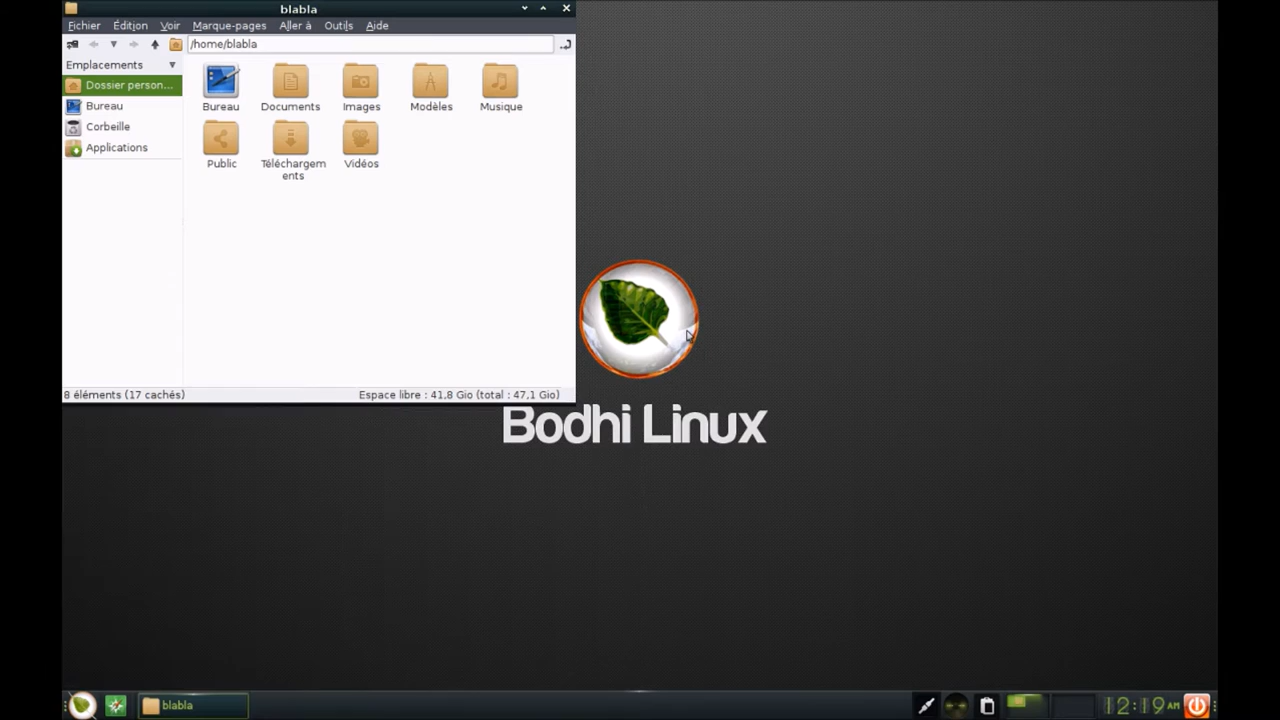 blabla
Fichier Édition Voir Marque-pages Aller à Outils Aide
/home/blabla
Emplacements
Dossier person...
Bureau
Corbeille
Applications
Bureau Documents Images Modèles Musique
Public Téléchargem
ents Vidéos
8 éléments (17 cachés) Espace libre : 41,8 Gio (total : 47,1 Gio)
Bodhi Linux
blabla
12:19 AM